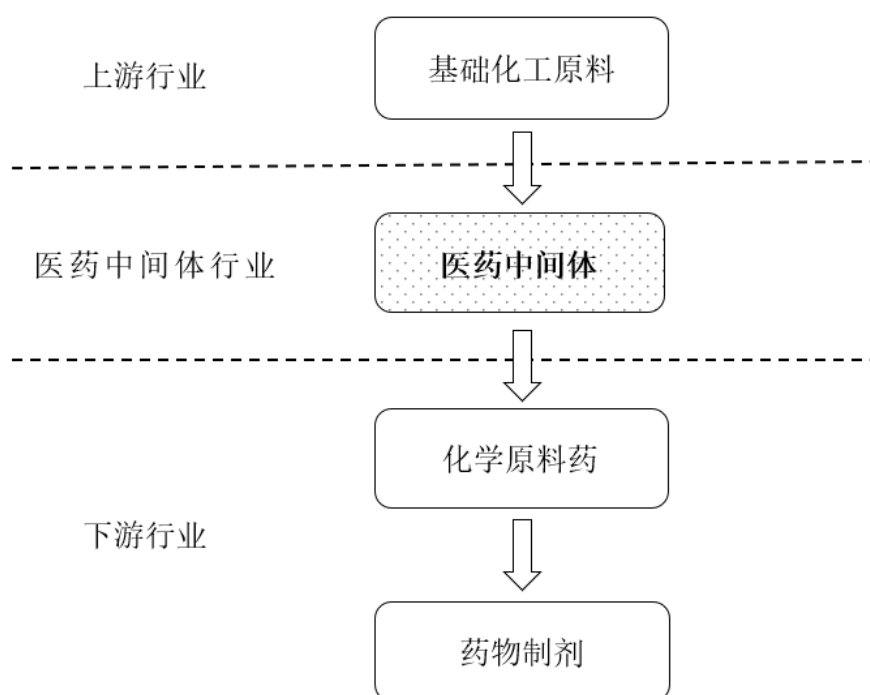 上游行业
基础化工原料
医药中间体行业
医药中间体
化学原料药
下游行业
药物制剂